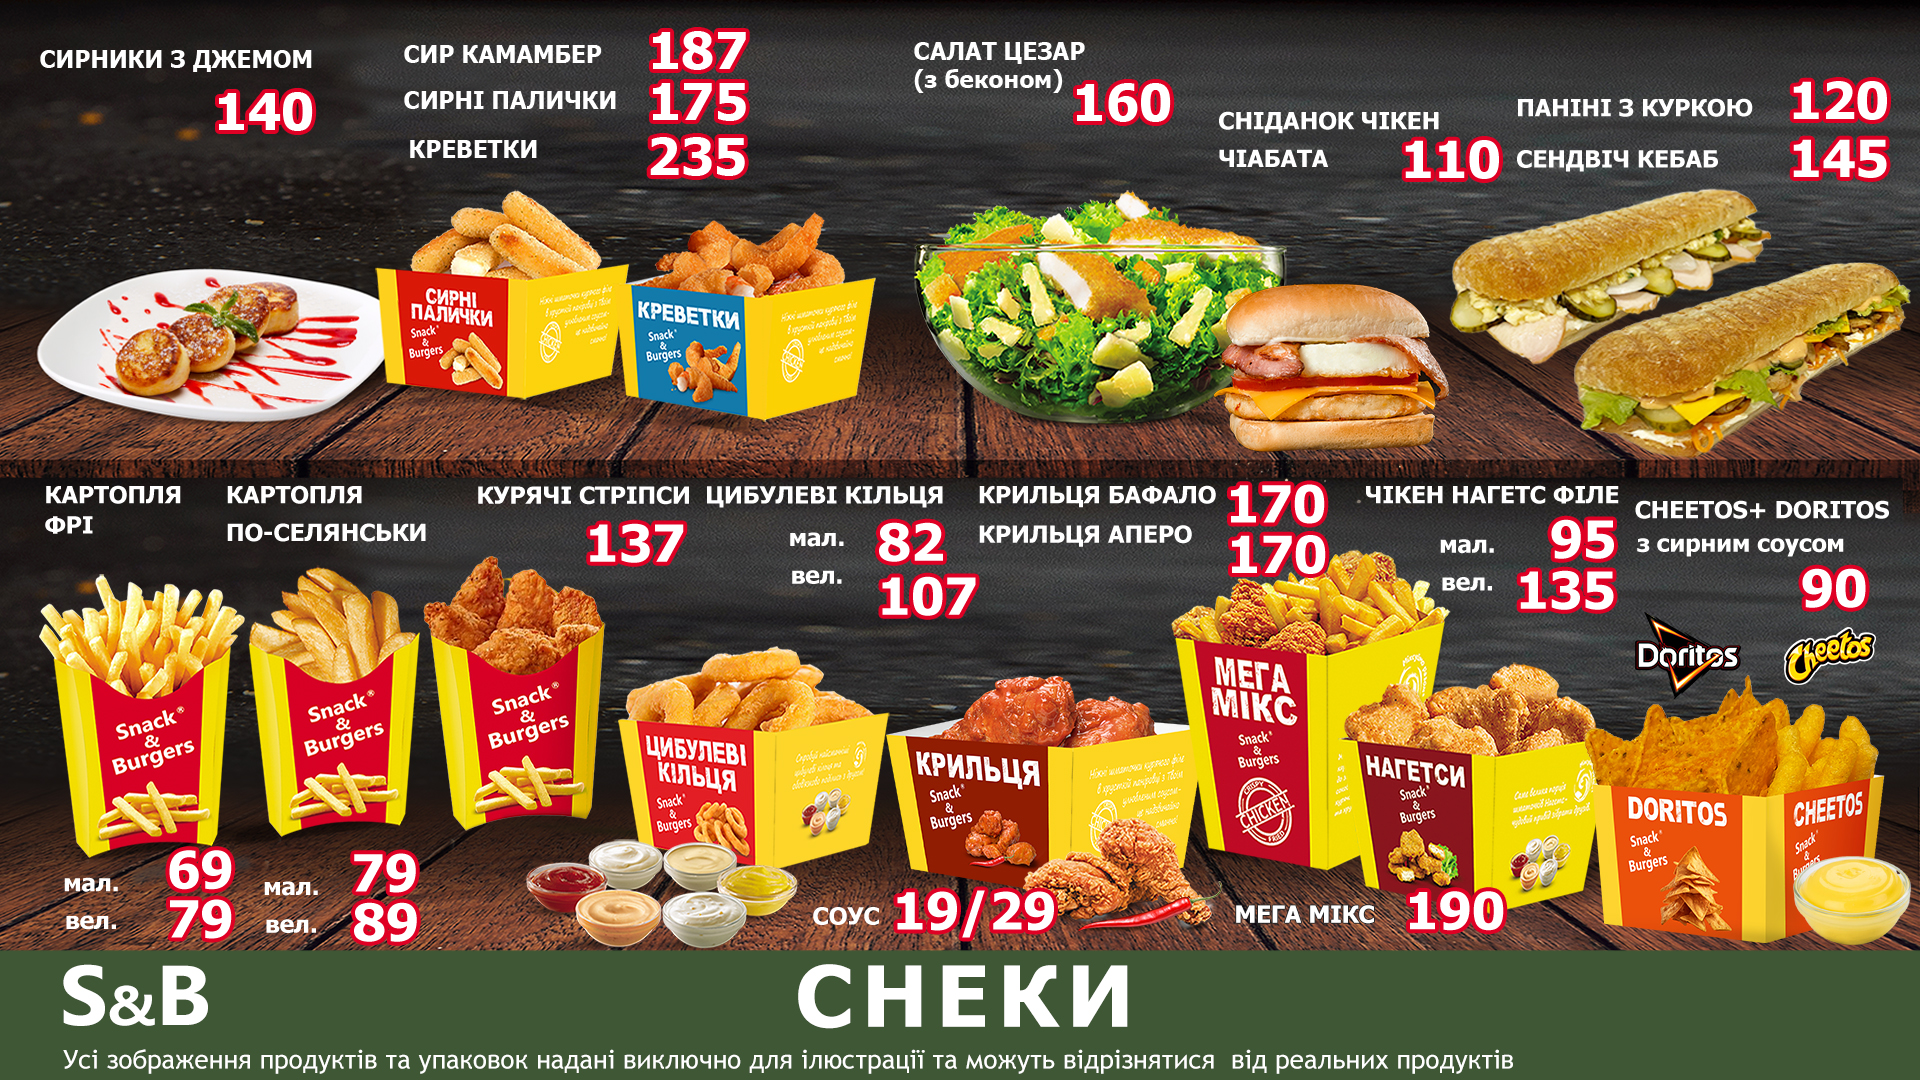 СИРНИКИ З ДЖЕМОМ
140
СИР КАМАМБЕР 187
СИРНІ ПАЛИЧКИ 175
КРЕВЕТКИ 235
САЛАТ ЦЕЗАР
(з беконом)
160
СНІДАНОК ЧІКЕН
ЧІАБАТА 110
ПАНІНІ З КУРКОЮ 120
СЕНДВІЧ КЕБАБ 145
СИРНІ
ПАЛИЧКИ
Snack®
&
Burgers
CHICKEN
КРЕВЕТКИ
Snack®
&
Burgers
CHICKEN
КАРТОПЛЯ
ФРІ
КАРТОПЛЯ
ПО-СЕЛЯНСЬКИ
КУРЯЧІ СТРІПСИ
137
ЦИБУЛЕВІ КІЛЬЦЯ
мал. 82
вел. 107
КРИЛЬЦЯ БАФАЛО 170
КРИЛЬЦЯ АПЕРО 170
ЧІКЕН НАГЕТС ФІЛЕ
мал. 95
вел. 135
CHEETOS+ DORITOS
з сирним соусом
90
Doritos
Cheetos
Snack®
&
Burgers
Snack®
&
Burgers
Snack®
&
Burgers
ЦИБУЛЕВІ
КІЛЬЦЯ
Snack®
&
Burgers
КРИЛЬЦЯ
Snack®
&
Burgers
МЕГА
МІКС
Snack®
&
Burgers
CRISPY
CHICKEN
FRIED
НАГЕТСИ
Snack®
&
Burgers
DORITOS
Snack®
&
Burgers
CHEETOS
Snack®
&
мал. 69
вел. 79
мал. 79
вел. 89
СОУС 19/29
МЕГА МІКС 190
S&B
СНЕКИ
Усі зображення продуктів та упаковок надані виключно для ілюстрації та можуть відрізнятися від реальних продуктів